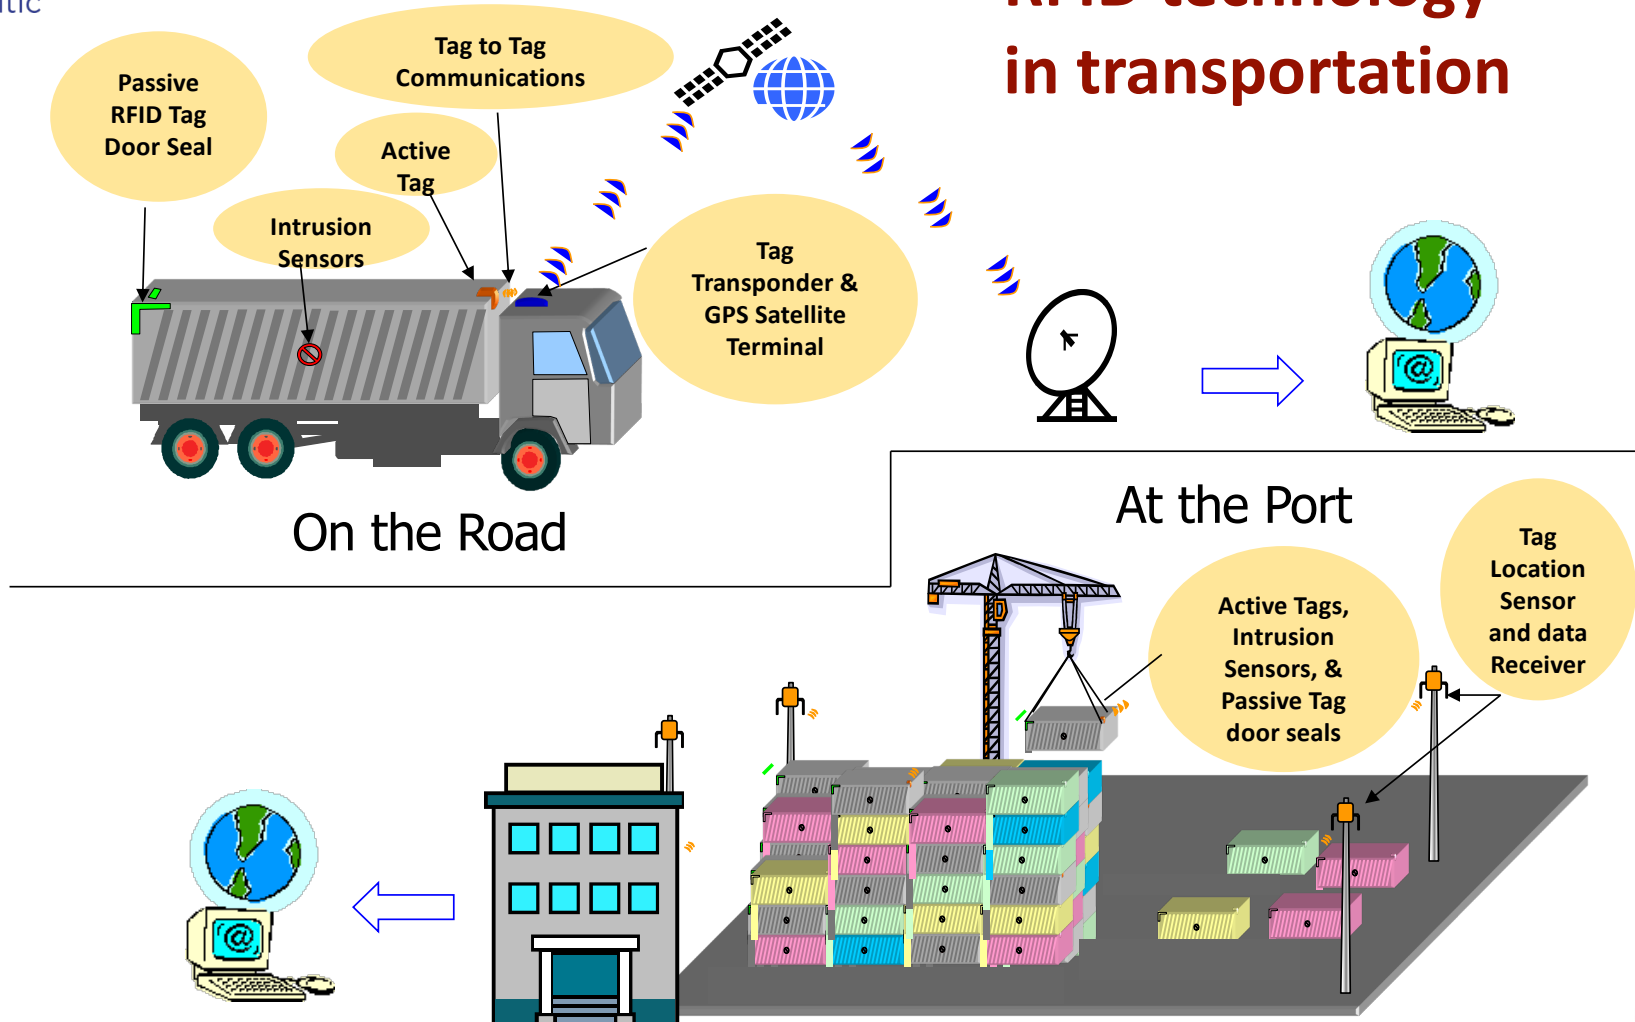 RFID technology
in transportation
Tag to Tag
Communications
Passive
RFID Tag
Door Seal
Active
Tag
Intrusion
Sensors
Tag
Transponder &
GPS Satellite
Terminal
@
On the Road
At the Port
Tag
Location
Sensor
and data
Receiver
Active Tags,
Intrusion
Sensors, &
Passive Tag
door seals
@